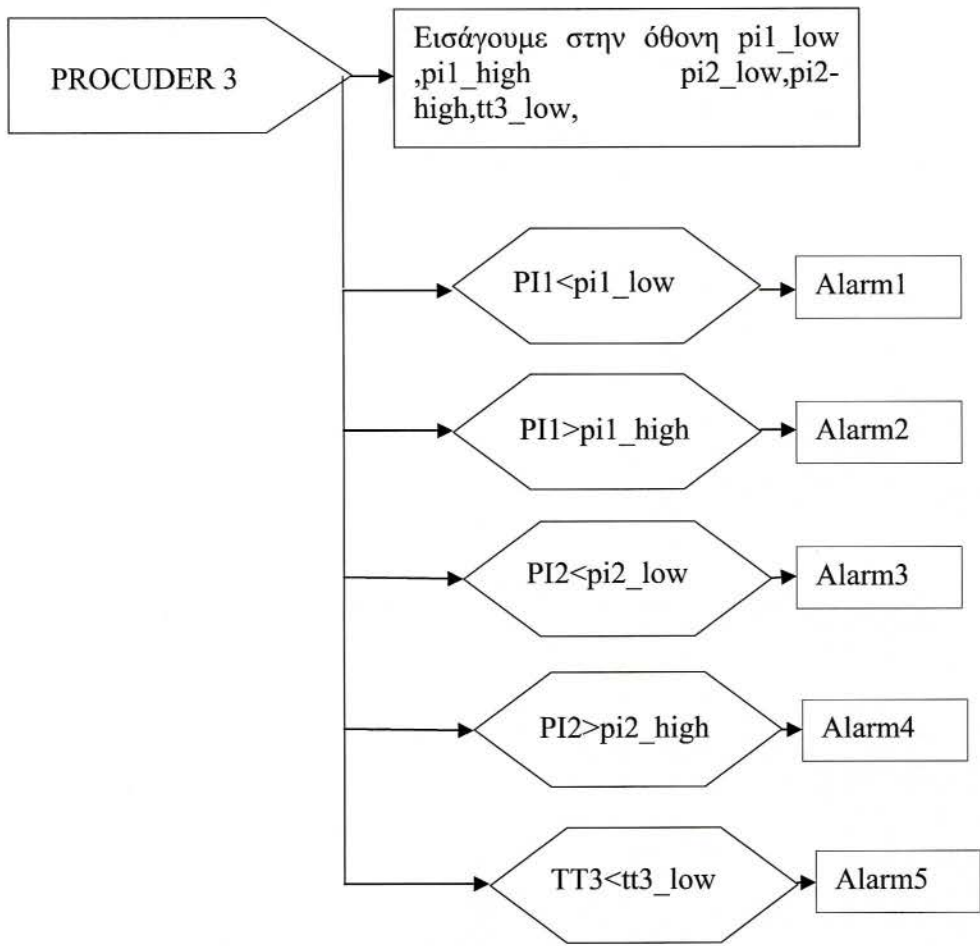 PROCUDER 3
Εισάγουμε στην όθονη pi1_low
,pi1_high pi2_low,pi2-
high,tt3_low,
PI1<pi1_low
Alarm1
PI1>pi1_high
Alarm2
PI2<pi2_low
Alarm3
PI2>pi2_high
Alarm4
TT3<tt3_low
Alarm5